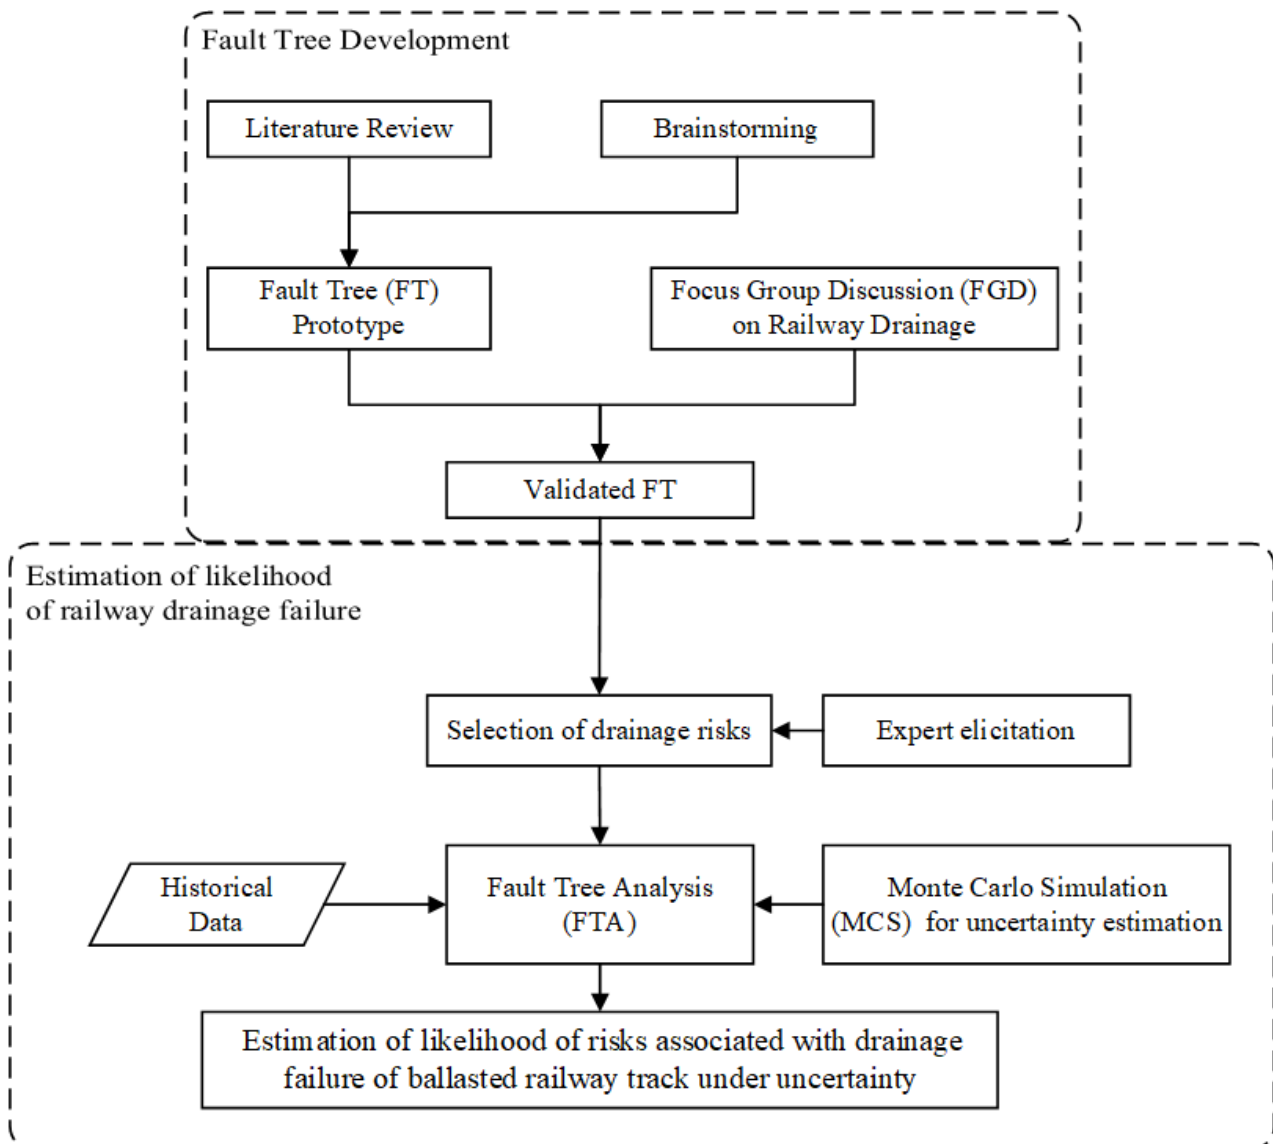 Fault Tree Development
Literature Review
Brainstorming
Fault Tree (FT)
Prototype
Focus Group Discussion (FGD)
on Railway Drainage
Validated FT
Estimation of likelihood
of railway drainage failure
Selection of drainage risks
Expert elicitation
Historical
Data
Fault Tree Analysis
(FTA)
Monte Carlo Simulation
(MCS)  for uncertainty estimation
Estimation of likelihood of risks associated with drainage
failure of ballasted railway track under uncertainty